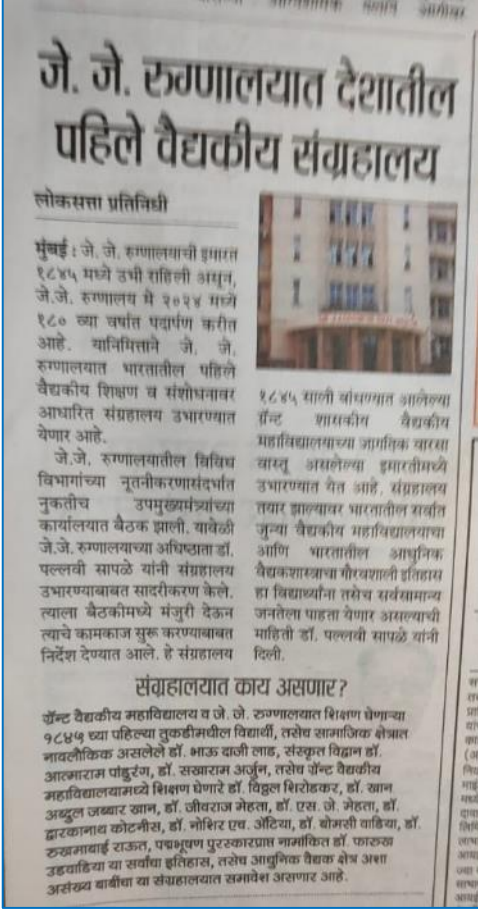 जे. जे. रुग्णालयात देशातील
पहिले वैद्यकीय संग्रहालय
लोकसत्ता प्रतिनिधी
मुंबई : जे. जे. रुग्णालयाची इमारत
१८४५ मध्ये उभी राहिली असून,
जे.जे. रुग्णालय मे २०२४ मध्ये
१८० व्या वर्षात पदार्पण करीत
आहे. यानिमित्ताने जे. जे.
रुग्णालयात भारतातील पहिले
वैद्यकीय शिक्षण व संशोधनावर
आधारित संग्रहालय उभारण्यात
येणार आहे.
जे.जे. रुग्णालयातील विविध
विभागांच्या नूतनीकरणासंदर्भात
नुकतीच उपमुख्यमंत्र्यांच्या
कार्यालयात बैठक झाली. यावेळी
जे.जे. रुग्णालयाच्या अधिष्ठाता डॉ.
पल्लवी सापळे यांनी संग्रहालय
उभारण्याबाबत सादरीकरण केले.
त्याला बैठकीमध्ये मंजुरी देऊन
त्याचे कामकाज सुरू करण्याबाबत
निर्देश देण्यात आले. हे संग्रहालय
१८४५ साली बांधण्यात आलेल्या
ग्रॅन्ट शासकीय वैद्यकीय
महाविद्यालयाच्या जागतिक वारसा
वास्तू असलेल्या इमारतीमध्ये
उभारण्यात येत आहे. संग्रहालय
तयार झाल्यावर भारतातील सर्वात
जुन्या वैद्यकीय महाविद्यालयाचा
आणि भारतातील आधुनिक
वैद्यकशास्त्राचा गौरवशाली इतिहास
हा विद्यार्थ्यांना तसेच सर्वसामान्य
जनतेला पाहता येणार असल्याची
माहिती डॉ. पल्लवी सापळे यांनी
दिली.
संग्रहालयात काय असणार?
ग्रॅन्ट वैद्यकीय महाविद्यालय व जे. जे. रुग्णालयात शिक्षण घेणाऱ्या
१८४५ च्या पहिल्या तुकडीमधील विद्यार्थी, तसेच सामाजिक क्षेत्रात
नावलौकिक असलेले डॉ. भाऊ दाजी लाड, संस्कृत विद्वान डॉ.
आत्माराम पांडुरंग, डॉ. सखाराम अर्जुन, तसेच ग्रॅन्ट वैद्यकीय
महाविद्यालयामध्ये शिक्षण घेणारे डॉ. विठ्ठल शिरोडकर, डॉ. खान
अब्दुल जब्बार खान, डॉ. जीवराज मेहता, डॉ. एस. जे. मेहता, डॉ.
द्वारकानाथ कोटनीस, डॉ. नोशिर एच. अँटिया, डॉ. बोमसी वाडिया, डॉ.
रखमाबाई राऊत, पद्मभूषण पुरस्कारप्राप्त नामांकित डॉ. फारुख
उडवाडिया या सर्वांचा इतिहास, तसेच आधुनिक वैद्यक क्षेत्र अशा
असंख्य बाबींचा या संग्रहालयात समावेश असणार आहे.